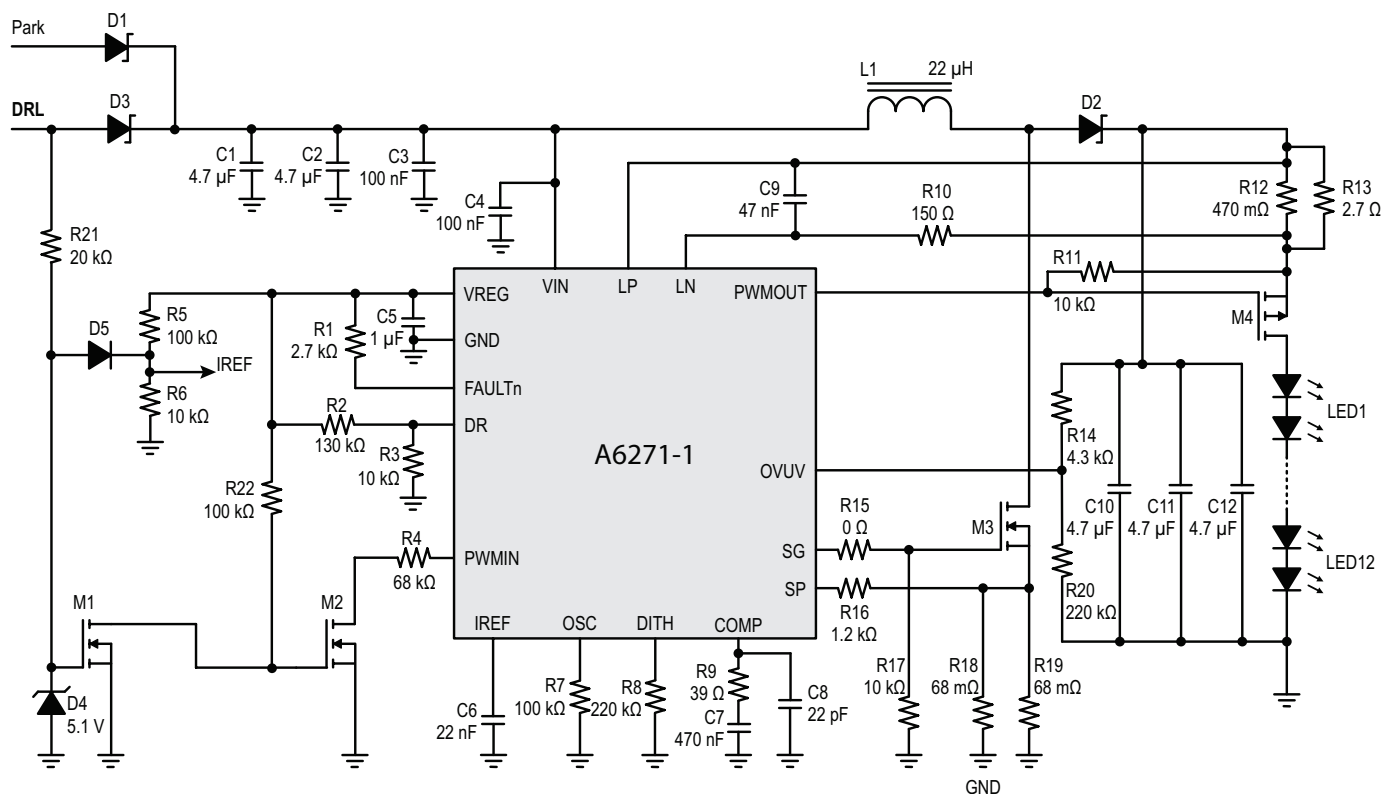 Park
D1
DRL
D3
L1
22 µH
D2
C1
4.7 µF
C2
4.7 µF
C3
100 nF
C4
100 nF
C9
47 nF
R10
150 Ω
R12
470 mΩ
R13
2.7 Ω
R21
20 kΩ
R11
10 kΩ
M4
R5
100 kΩ
D5
IREF
R6
10 kΩ
R1
2.7 kΩ
C5
1 µF
VREG
GND
FAULTn
DR
PWMIN
VIN
LP
LN
PWMOUT
OVUV
SG
SP
IREF
OSC
DITH
COMP
A6271-1
R2
130 kΩ
R3
10 kΩ
R22
100 kΩ
R4
68 kΩ
M1
M2
D4
5.1 V
C6
22 nF
R7
100 kΩ
R8
220 kΩ
R9
39 Ω
C7
470 nF
C8
22 pF
R15
0 Ω
R16
1.2 kΩ
R17
10 kΩ
R18
68 mΩ
R19
68 mΩ
GND
M3
R14
4.3 kΩ
R20
220 kΩ
C10
4.7 µF
C11
4.7 µF
C12
4.7 µF
LED1
LED12